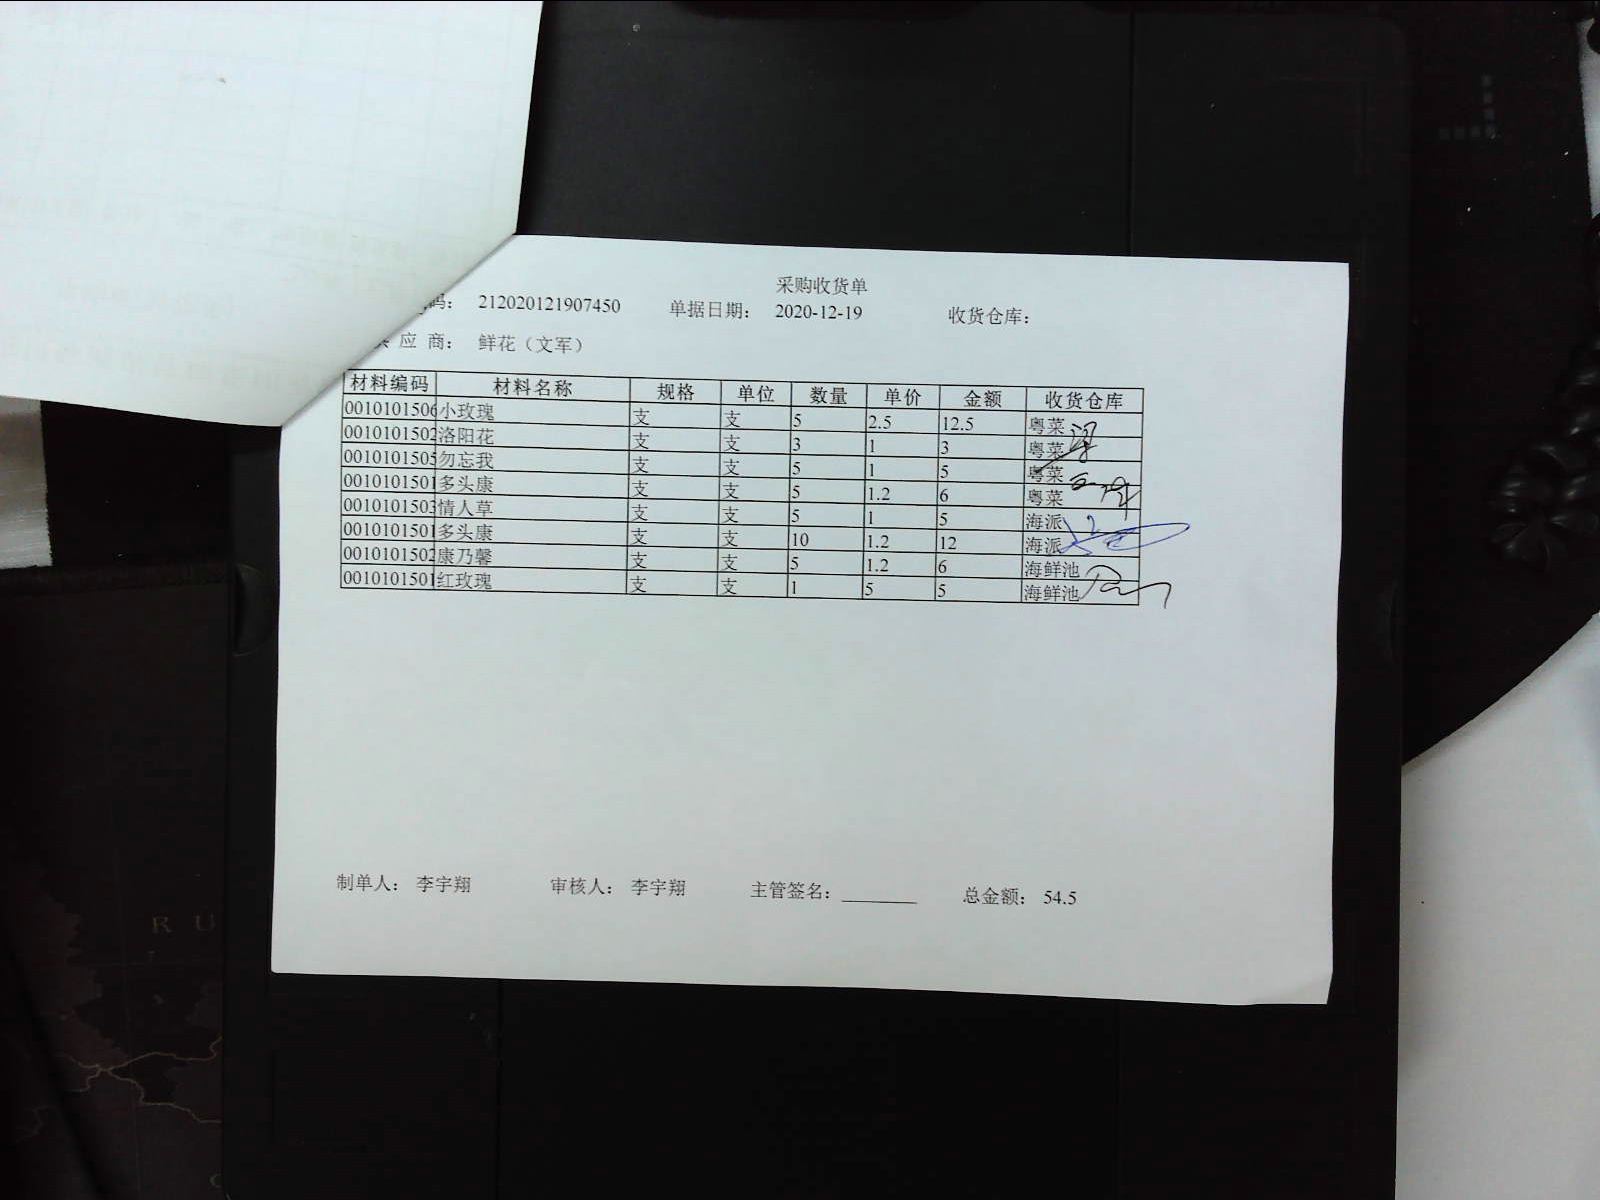 采购收货单
码： 212020121907450 单据日期： 2020-12-19 收货仓库：
应 商： 鲜花（文军）
材料编码 材料名称 规格 单位 数量 单价 金额 收货仓库
0010101506 小玫瑰 支 支 5 2.5 12.5 粤菜
0010101502 洛阳花 支 支 3 1 3 粤菜
0010101505 勿忘我 支 支 5 1 5 粤菜
0010101501 多头康 支 支 5 1.2 6 粤菜
0010101503 情人草 支 支 5 1 5 海派
0010101501 多头康 支 支 10 1.2 12 海派
0010101502 康乃馨 支 支 5 1.2 6 海鲜池
0010101501 红玫瑰 支 支 1 5 5 海鲜池
制单人： 李宇翔 审核人： 李宇翔 主管签名： 总金额： 54.5
R U